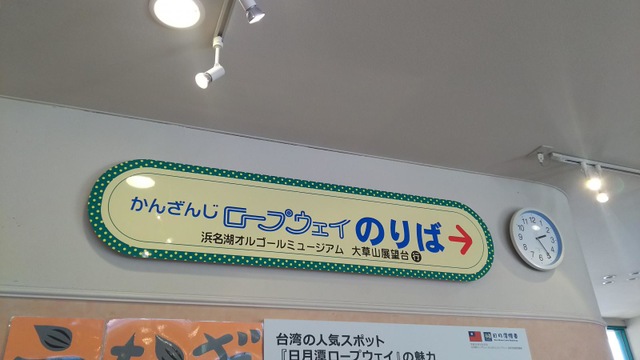 かんざんじ ロープウェイ のりば→
浜名湖オルゴールミュージアム 大草山展望台 行
台湾の人気スポット
『日月潭ロープウェイ』の魅力